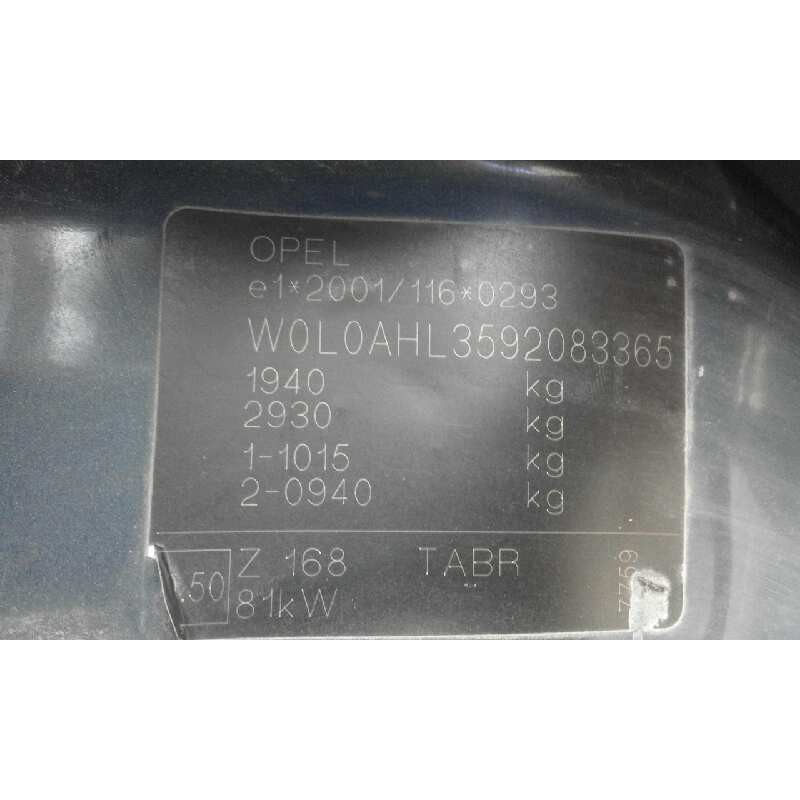 OPEL
e1*2001/116*0293
W0L0AHL3592083365
1940 kg
2930 kg
1-1015 kg
2-0940 kg
.50
Z 168 TABR
81kW